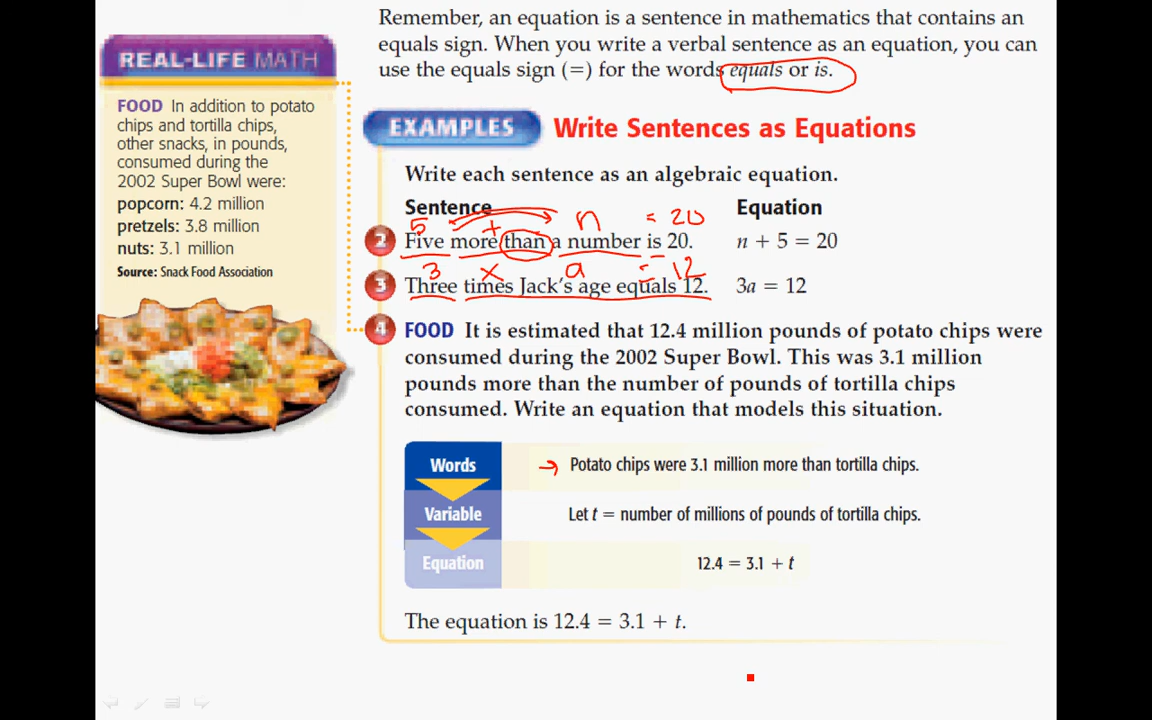 Remember, an equation is a sentence in mathematics that contains an
equals sign. When you write a verbal sentence as an equation, you can
use the equals sign (=) for the words equals or is.
REAL-LIFE MATH
FOOD In addition to potato
chips and tortilla chips,
other snacks, in pounds,
consumed during the
2002 Super Bowl were:
popcorn: 4.2 million
pretzels: 3.8 million
nuts: 3.1 million
Source: Snack Food Association
EXAMPLES Write Sentences as Equations
Write each sentence as an algebraic equation.
Sentence Equation
5 + n = 20
2 Five more than a number is 20. n + 5 = 20
3 x a = 12
3 Three times Jack's age equals 12. 3a = 12
4 FOOD It is estimated that 12.4 million pounds of potato chips were
consumed during the 2002 Super Bowl. This was 3.1 million
pounds more than the number of pounds of tortilla chips
consumed. Write an equation that models this situation.
Words → Potato chips were 3.1 million more than tortilla chips.
Variable Let t = number of millions of pounds of tortilla chips.
Equation 12.4 = 3.1 + t
The equation is 12.4 = 3.1 + t.